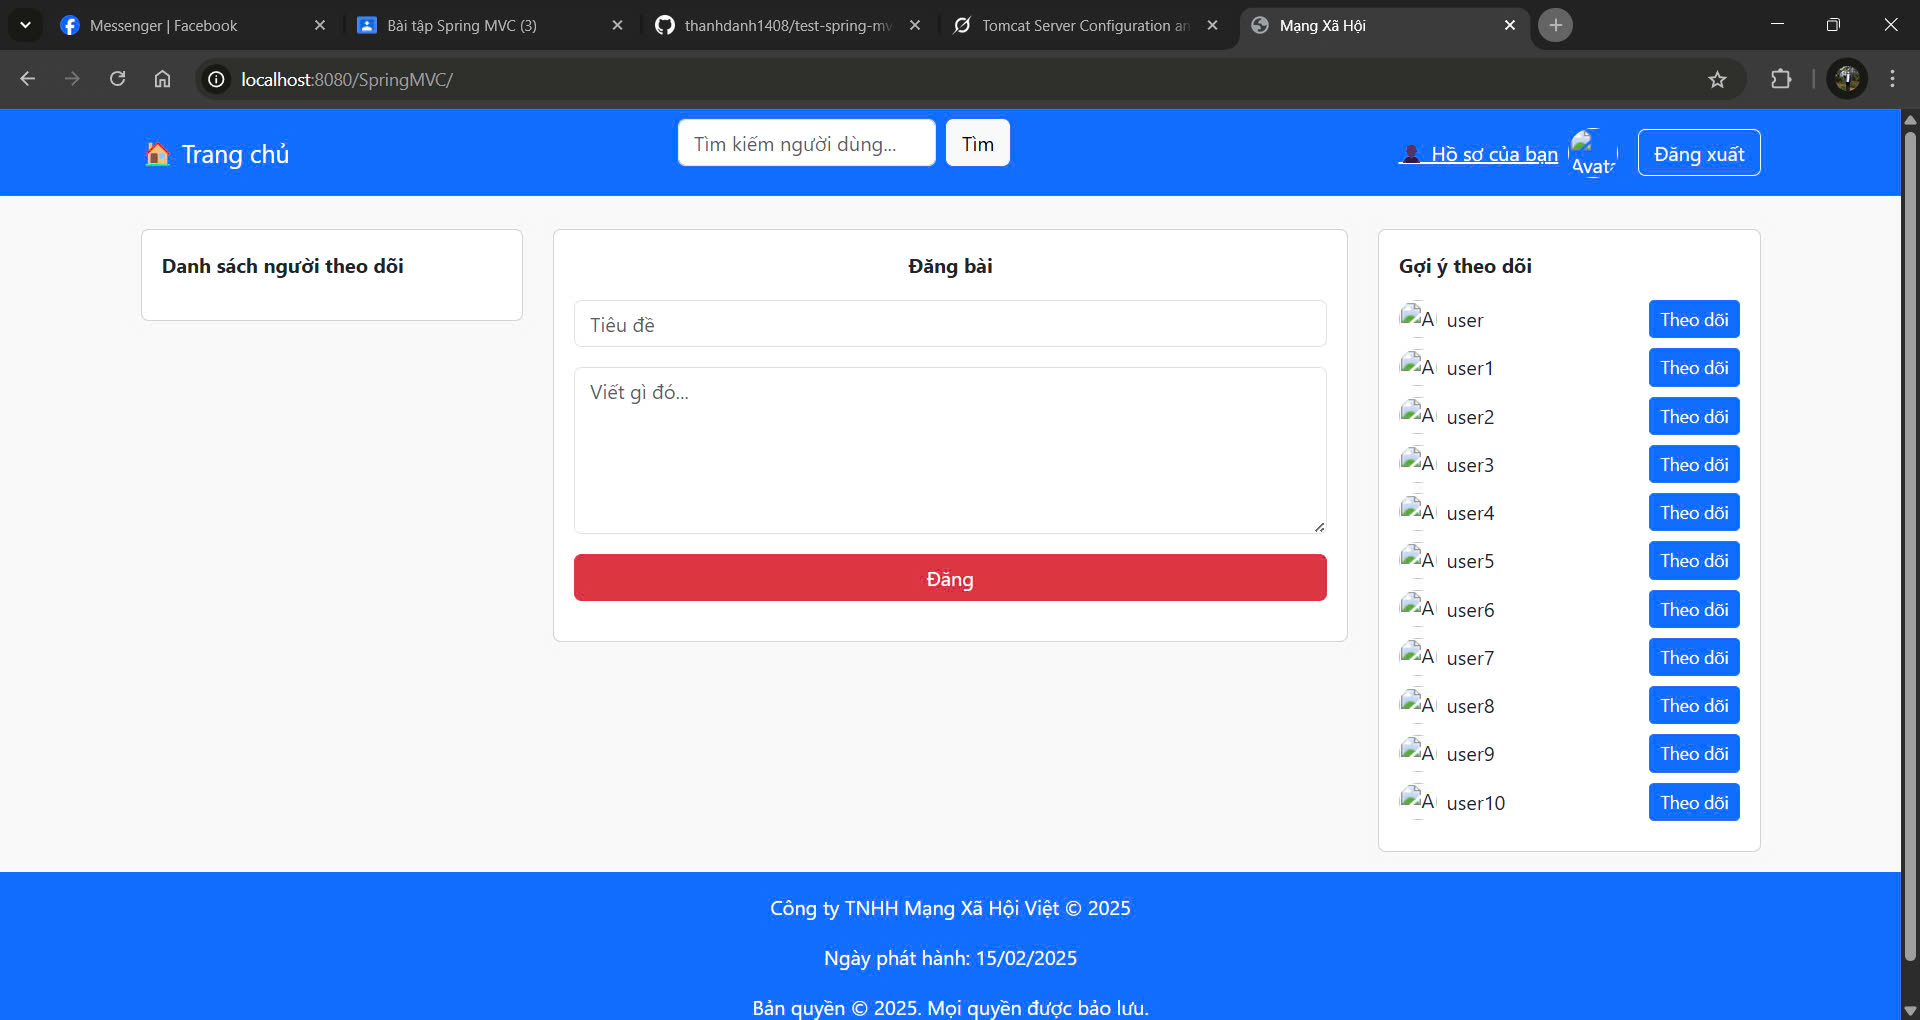 Messenger | Facebook
Bài tập Spring MVC (3)
thanhdanh1408/test-spring-mv
Tomcat Server Configuration an
Mạng Xã Hội
localhost:8080/SpringMVC/
Trang chủ
Tìm kiếm người dùng...
Tìm
Hồ sơ của bạn
Avata
Đăng xuất
Danh sách người theo dõi
Đăng bài
Tiêu đề
Viết gì đó...
Đăng
Gợi ý theo dõi
A user Theo dõi
A user1 Theo dõi
A user2 Theo dõi
A user3 Theo dõi
A user4 Theo dõi
A user5 Theo dõi
A user6 Theo dõi
A user7 Theo dõi
A user8 Theo dõi
A user9 Theo dõi
A user10 Theo dõi
Công ty TNHH Mạng Xã Hội Việt © 2025
Ngày phát hành: 15/02/2025
Bản quyền © 2025. Mọi quyền được bảo lưu.